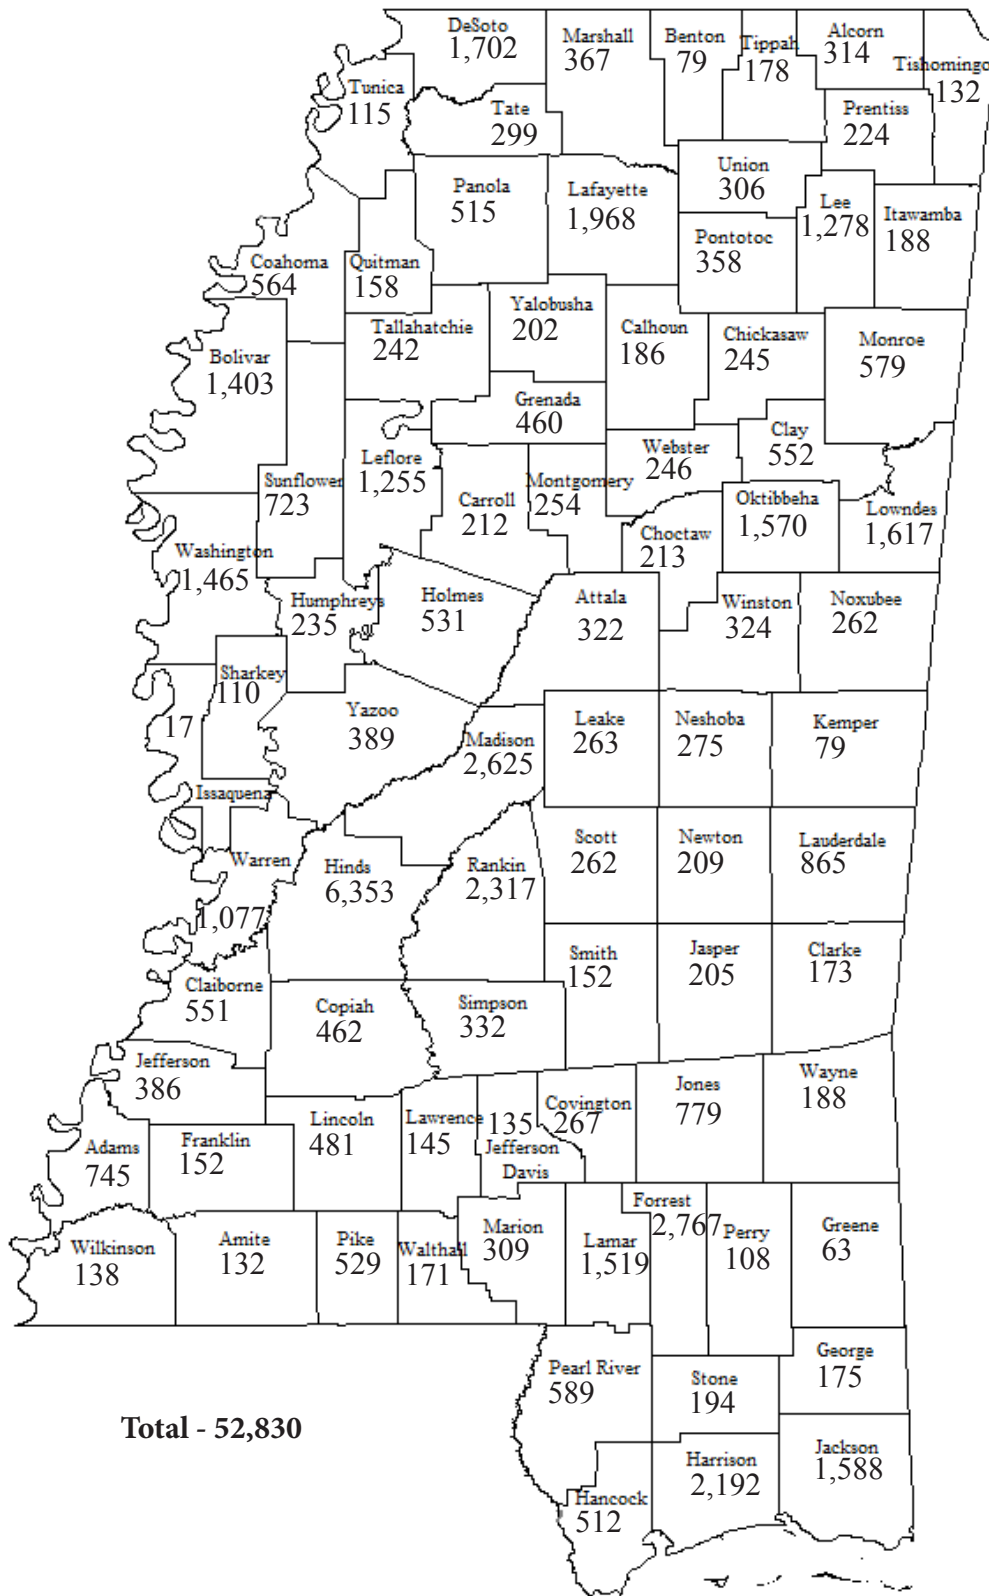 DeSoto
1,702
Marshall
367
Benton
79
Tippah
178
Alcorn
314
Tishomingo
132
Tunica
115
Tate
299
Prentiss
224
Panola
515
Lafayette
1,968
Union
306
Lee
1,278
Itawamba
188
Pontotoc
358
Coahoma
564
Quitman
158
Yalobusha
202
Tallahatchie
242
Calhoun
186
Chickasaw
245
Monroe
579
Bolivar
1,403
Grenada
460
Clay
552
Webster
246
Leflore
1,255
Sunflower
723
Carroll
212
Montgomery
254
Oktibbeha
1,570
Lowndes
1,617
Choctaw
213
Washington
1,465
Humphreys
235
Holmes
531
Attala
322
Winston
324
Noxubee
262
Sharkey
110
17
Issaquena
Yazoo
389
Madison
2,625
Leake
263
Neshoba
275
Kemper
79
Warren
1,077
Hinds
6,353
Rankin
2,317
Scott
262
Newton
209
Lauderdale
865
Claiborne
551
Copiah
462
Simpson
332
Smith
152
Jasper
205
Clarke
173
Jefferson
386
Adams
745
Franklin
152
Lincoln
481
Lawrence
145
135
Jefferson
Davis
Covington
267
Jones
779
Wayne
188
Wilkinson
138
Amite
132
Pike
529
Walthall
171
Marion
309
Lamar
1,519
Forrest
2,767
Perry
108
Greene
63
Pearl River
589
Stone
194
George
175
Total - 52,830
Hancock
512
Harrison
2,192
Jackson
1,588